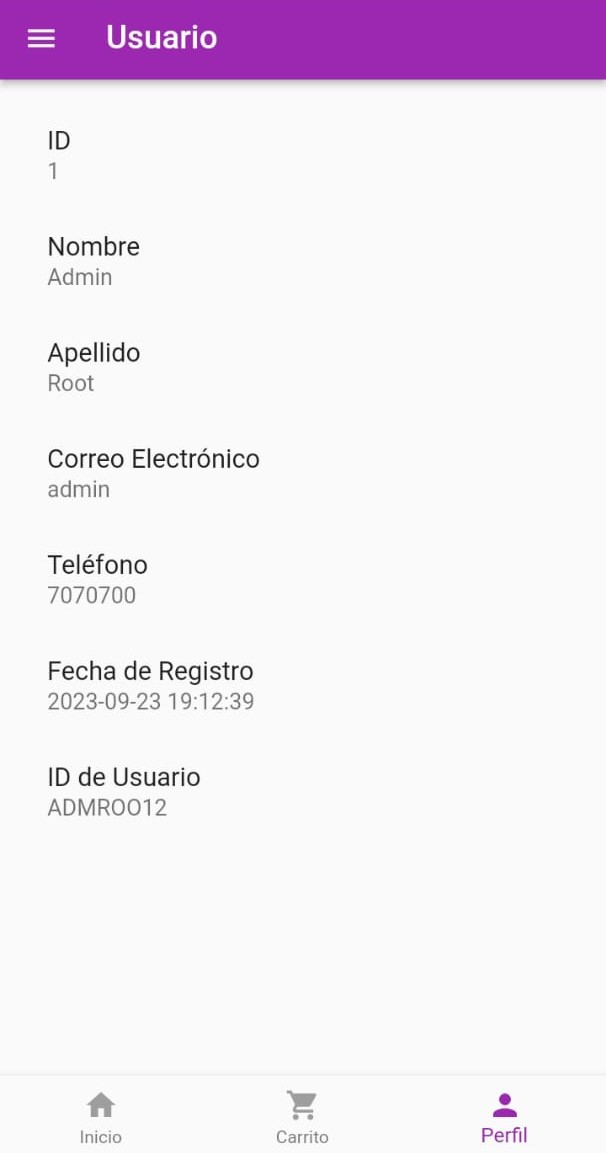 Usuario
ID
1
Nombre
Admin
Apellido
Root
Correo Electrónico
admin
Teléfono
7070700
Fecha de Registro
2023-09-23 19:12:39
ID de Usuario
ADMROO12
Inicio
Carrito
Perfil